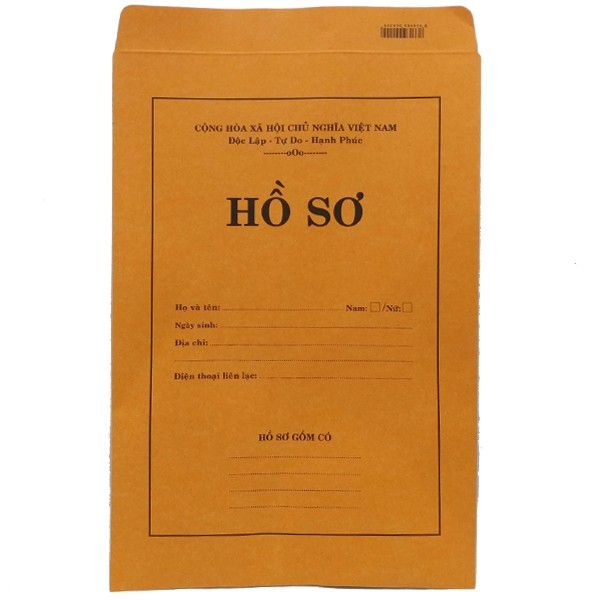 CỘNG HÒA XÃ HỘI CHỦ NGHĨA VIỆT NAM
Độc Lập - Tự Do - Hạnh Phúc
--------oOo--------
HỒ SƠ
Họ và tên: Nam: /Nữ:
Ngày sinh:
Địa chỉ:
Điện thoại liên lạc:
HỒ SƠ GỒM CÓ